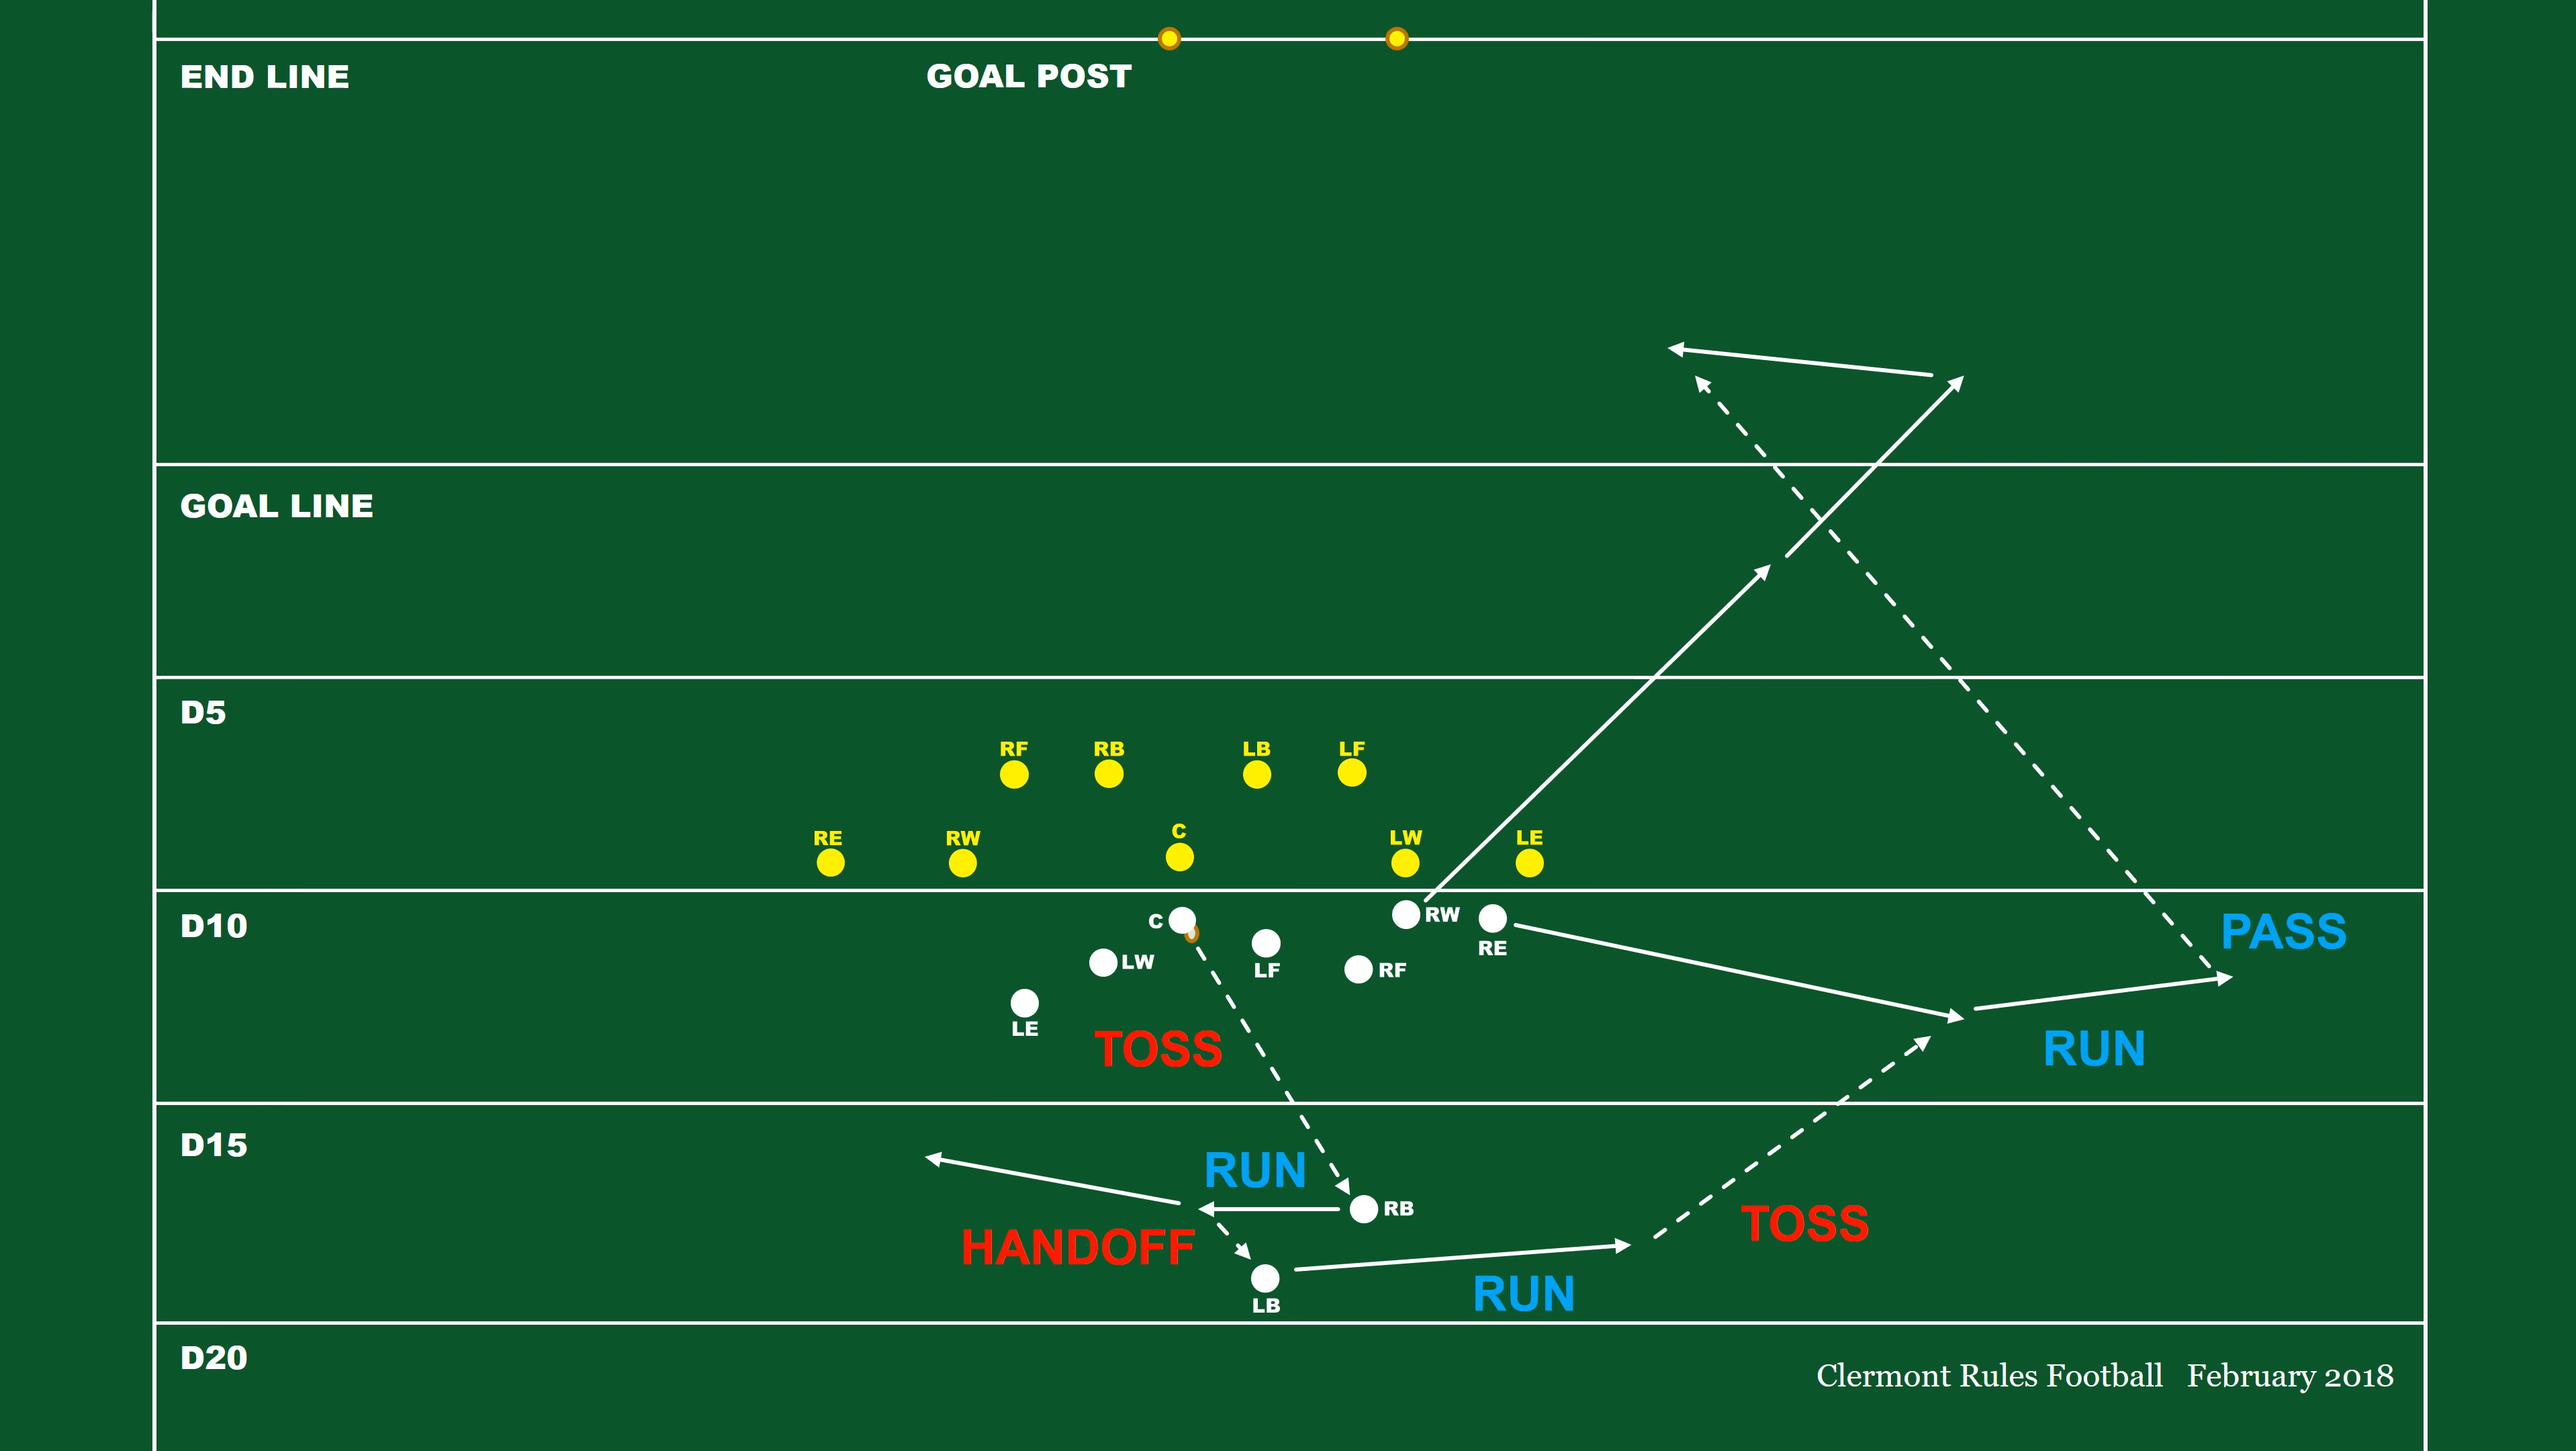 END LINE
GOAL POST
GOAL LINE
D5
RF
RB
LB
LF
RE
RW
C
LW
LE
D10
C
RW
RE
PASS
LW
LF
RF
LE
TOSS
RUN
D15
RUN
RB
HANDOFF
TOSS
LB
RUN
D20
Clermont Rules Football February 2018